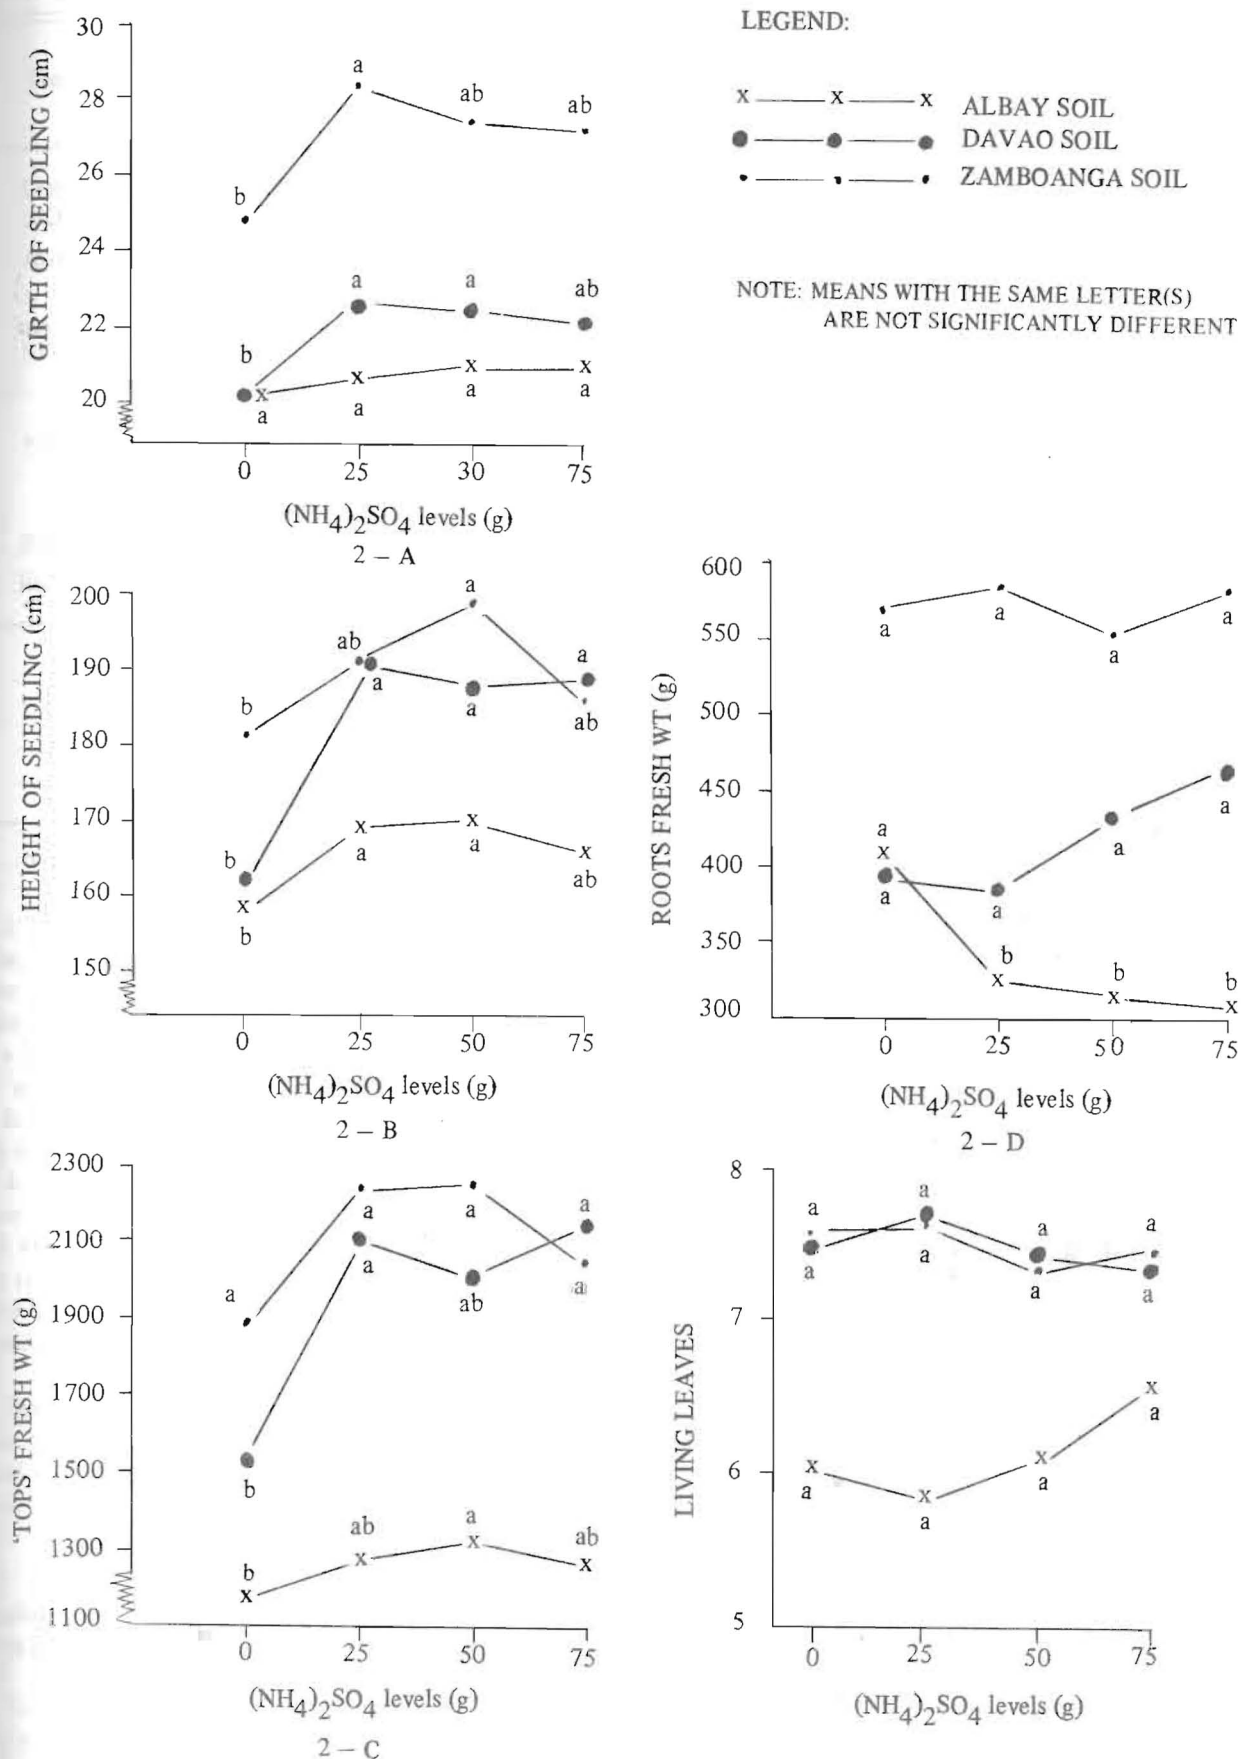 LEGEND:
x x x ALBAY SOIL
DAVAO SOIL
ZAMBOANGA SOIL
NOTE: MEANS WITH THE SAME LETTER(S)
ARE NOT SIGNIFICANTLY DIFFERENT
GIRTH OF SEEDLING (cm)
30
28
26
24
22
20
b a ab ab
b a a ab
x x x x
a a a a
0 25 30 75
(NH4)2SO4 levels (g)
2 – A
HEIGHT OF SEEDLING (cm)
200
190
180
170
160
150
b ab a ab
b a a a
x x x x
b a a ab
0 25 50 75
(NH4)2SO4 levels (g)
2 – B
'TOPS' FRESH WT (g)
2300
2100
1900
1700
1500
1300
1100
a a a a
b a ab a
b ab a ab
x x x x
0 25 50 75
(NH4)2SO4 levels (g)
2 – C
ROOTS FRESH WT (g)
600
550
500
450
400
350
300
a a a a
a a a a
a b b b
x x x x
0 25 50 75
(NH4)2SO4 levels (g)
2 – D
LIVING LEAVES
8
7
6
5
a a a a
a a a a
x x x x
a a a a
0 25 50 75
(NH4)2SO4 levels (g)